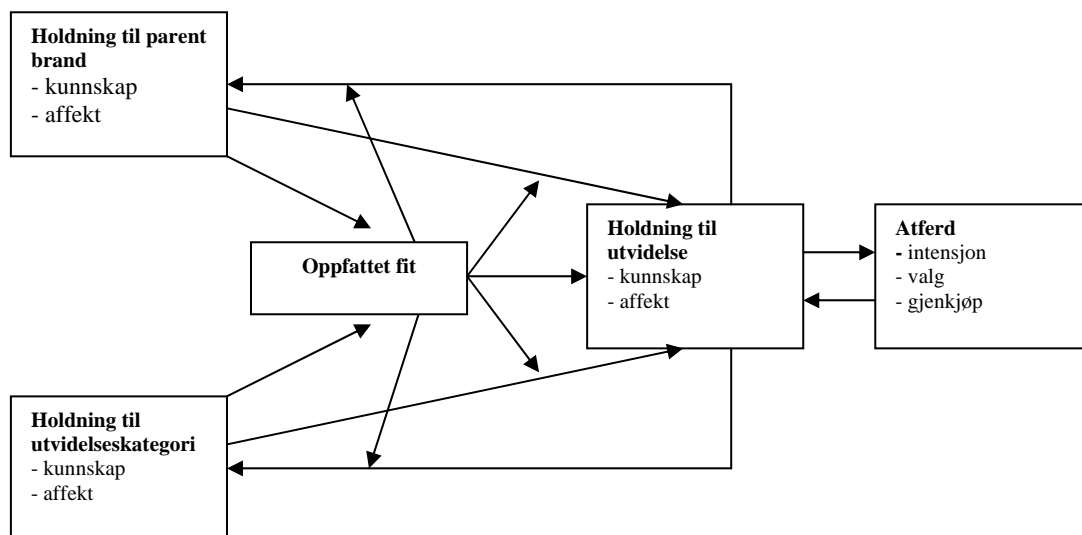 Holdning til parent
brand
- kunnskap
- affekt
Oppfattet fit
Holdning til
utvidelse
- kunnskap
- affekt
Atferd
- intensjon
- valg
- gjenkjøp
Holdning til
utvidelseskategori
- kunnskap
- affekt